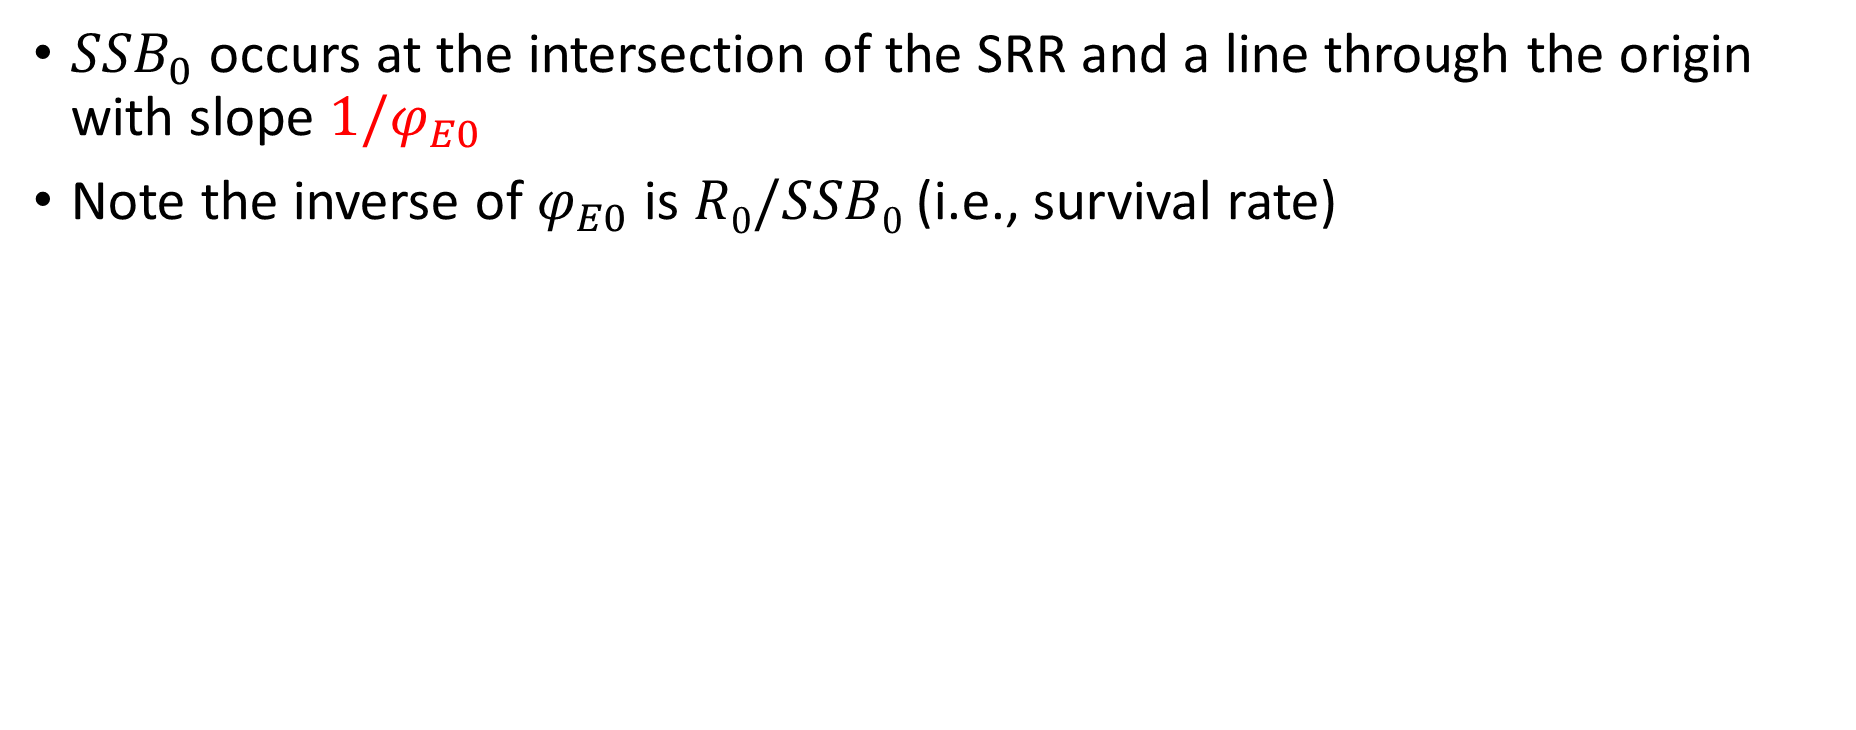 • SSB₀ occurs at the intersection of the SRR and a line through the origin
with slope 1/φ_E0
• Note the inverse of φ_E0 is R₀/SSB₀ (i.e., survival rate)